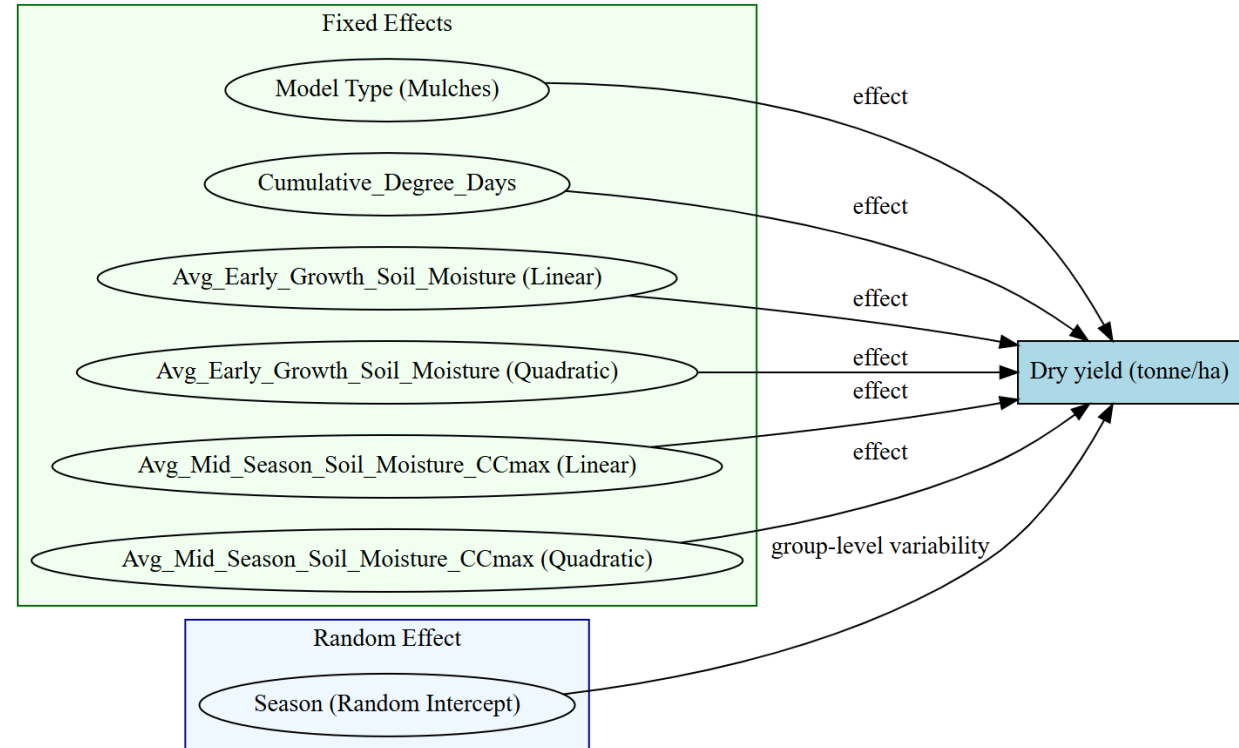 Fixed Effects
Model Type (Mulches)
effect
Cumulative_Degree_Days
effect
Avg_Early_Growth_Soil_Moisture (Linear)
effect
Avg_Early_Growth_Soil_Moisture (Quadratic)
effect
Dry yield (tonne/ha)
effect
Avg_Mid_Season_Soil_Moisture_CCmax (Linear)
effect
Avg_Mid_Season_Soil_Moisture_CCmax (Quadratic)
group-level variability
Random Effect
Season (Random Intercept)